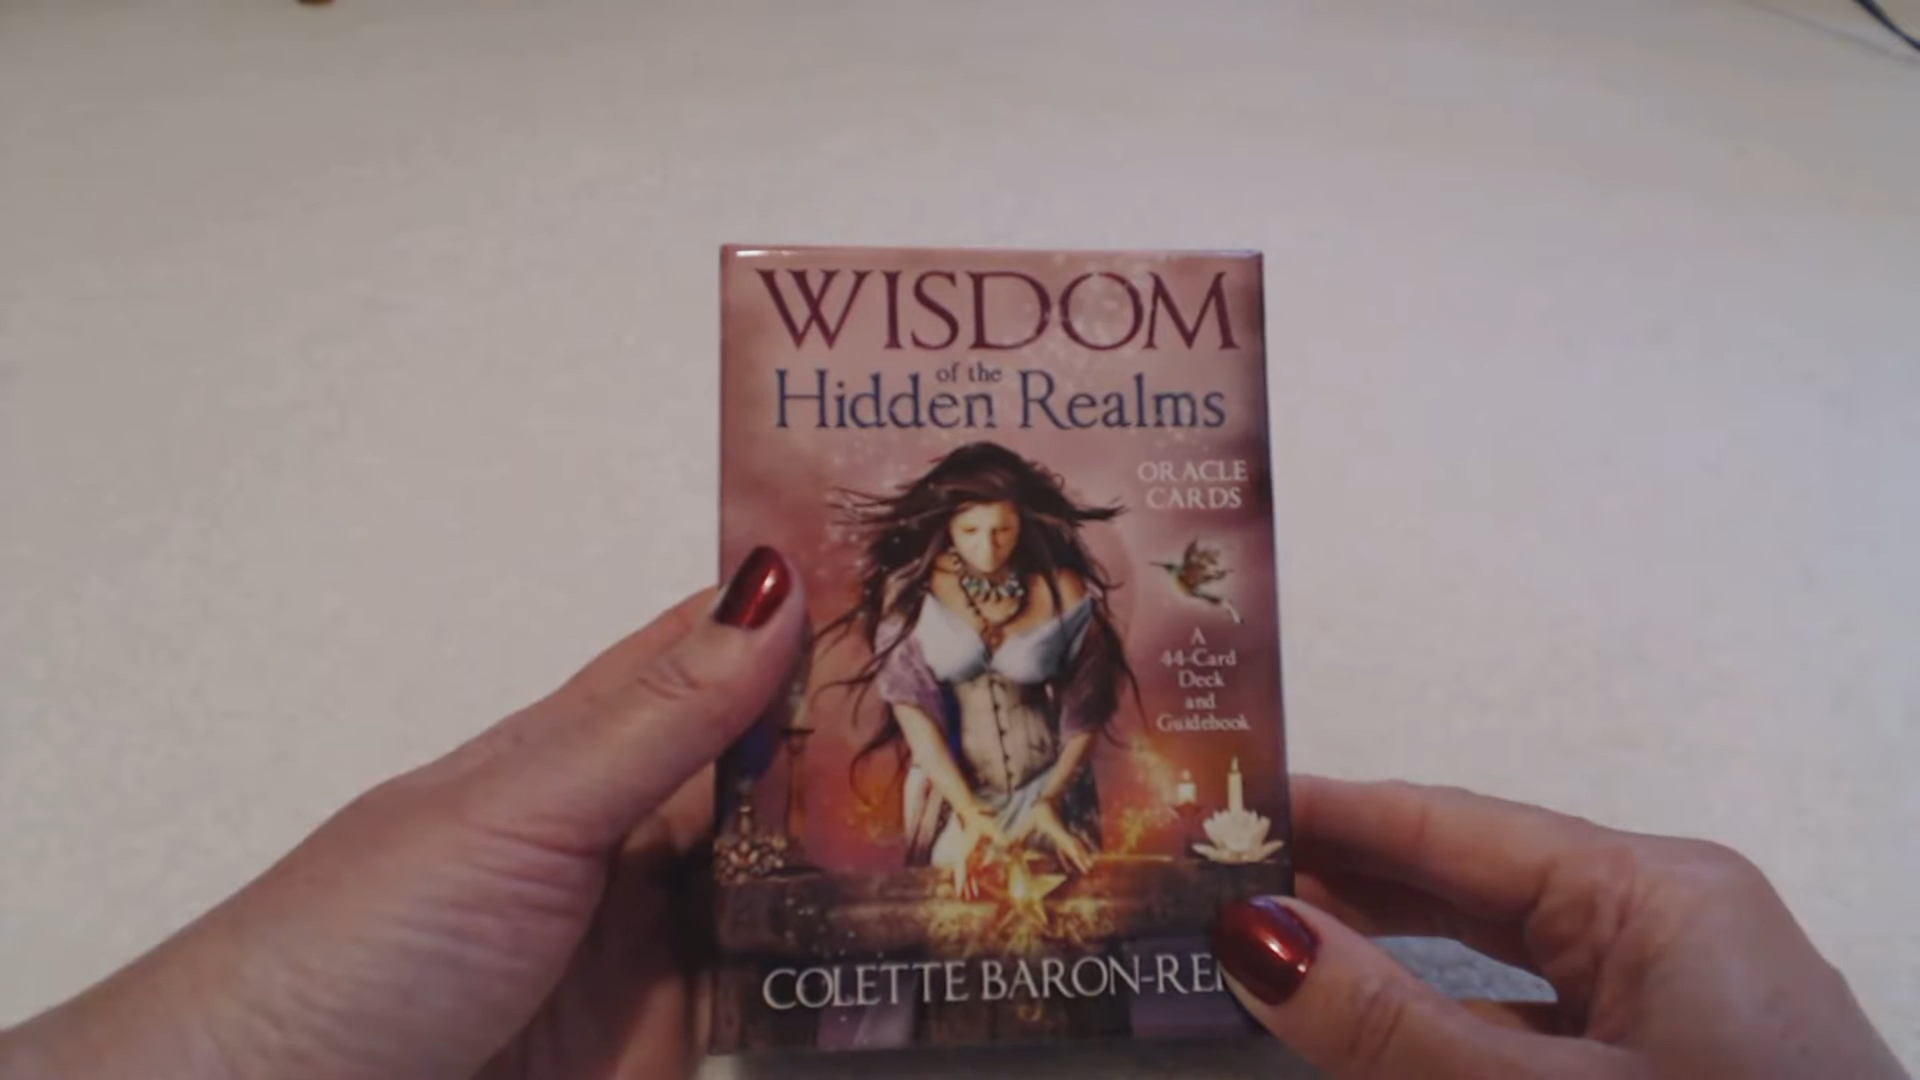 WISDOM
of the
Hidden Realms
ORACLE
CARDS
A
44-Card
Deck
and
Guidebook
COLETTE BARON-RE